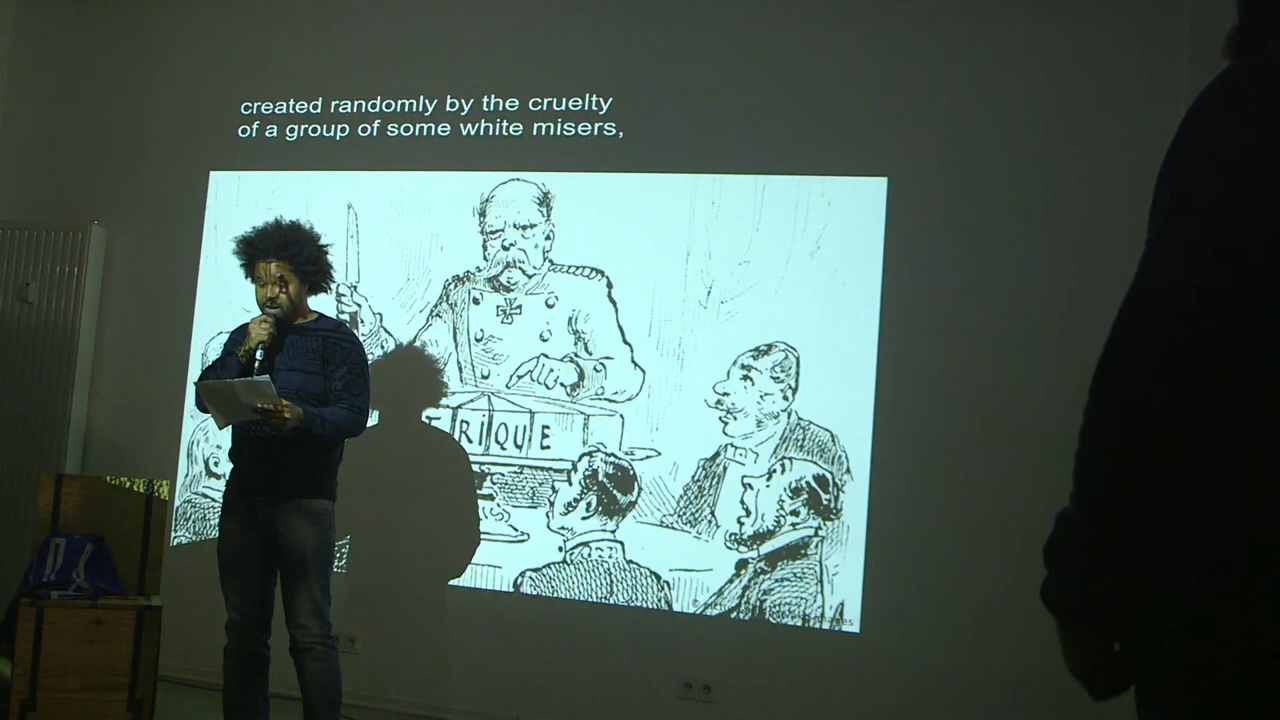 created randomly by the cruelty
of a group of some white misers,
RIQUE